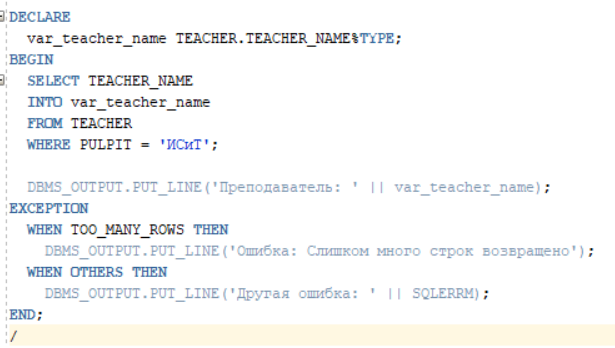 DECLARE
var_teacher_name TEACHER.TEACHER_NAME%TYPE;
BEGIN
SELECT TEACHER_NAME
INTO var_teacher_name
FROM TEACHER
WHERE PULPIT = 'ИСиТ';
DBMS_OUTPUT.PUT_LINE('Преподаватель: ' || var_teacher_name);
EXCEPTION
WHEN TOO_MANY_ROWS THEN
DBMS_OUTPUT.PUT_LINE('Ошибка: Слишком много строк возвращено');
WHEN OTHERS THEN
DBMS_OUTPUT.PUT_LINE('Другая ошибка: ' || SQLERRM);
END;
/